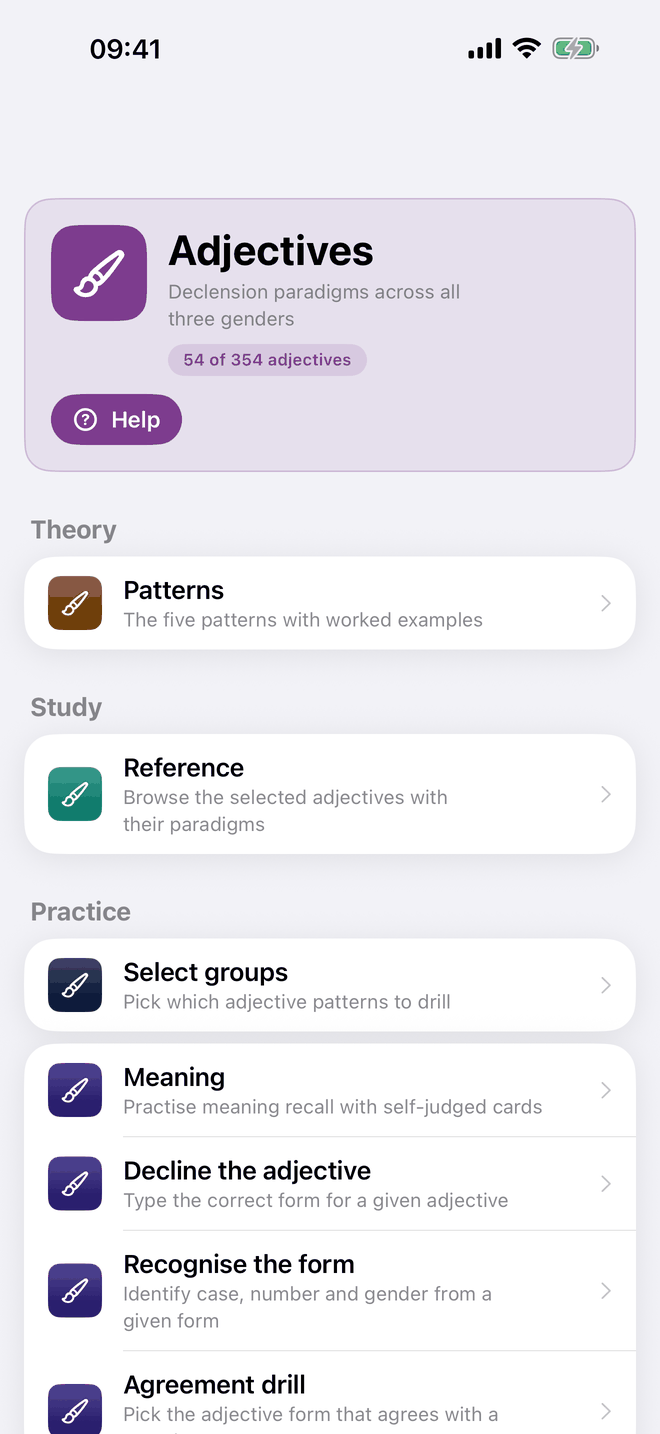 09:41
Adjectives
Declension paradigms across all
three genders
54 of 354 adjectives
Help
Theory
Patterns
The five patterns with worked examples
Study
Reference
Browse the selected adjectives with
their paradigms
Practice
Select groups
Pick which adjective patterns to drill
Meaning
Practise meaning recall with self-judged cards
Decline the adjective
Type the correct form for a given adjective
Recognise the form
Identify case, number and gender from a
given form
Agreement drill
Pick the adjective form that agrees with a